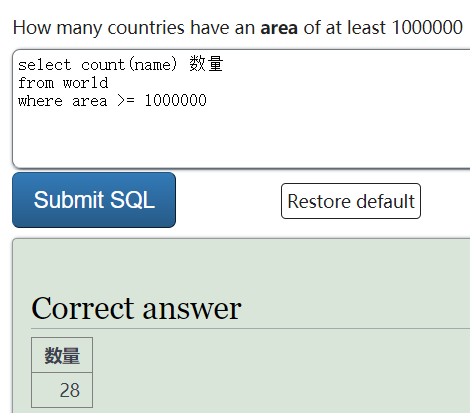 How many countries have an area of at least 1000000
select count(name) 数量
from world
where area >= 1000000
Submit SQL
Restore default
Correct answer
数量
28